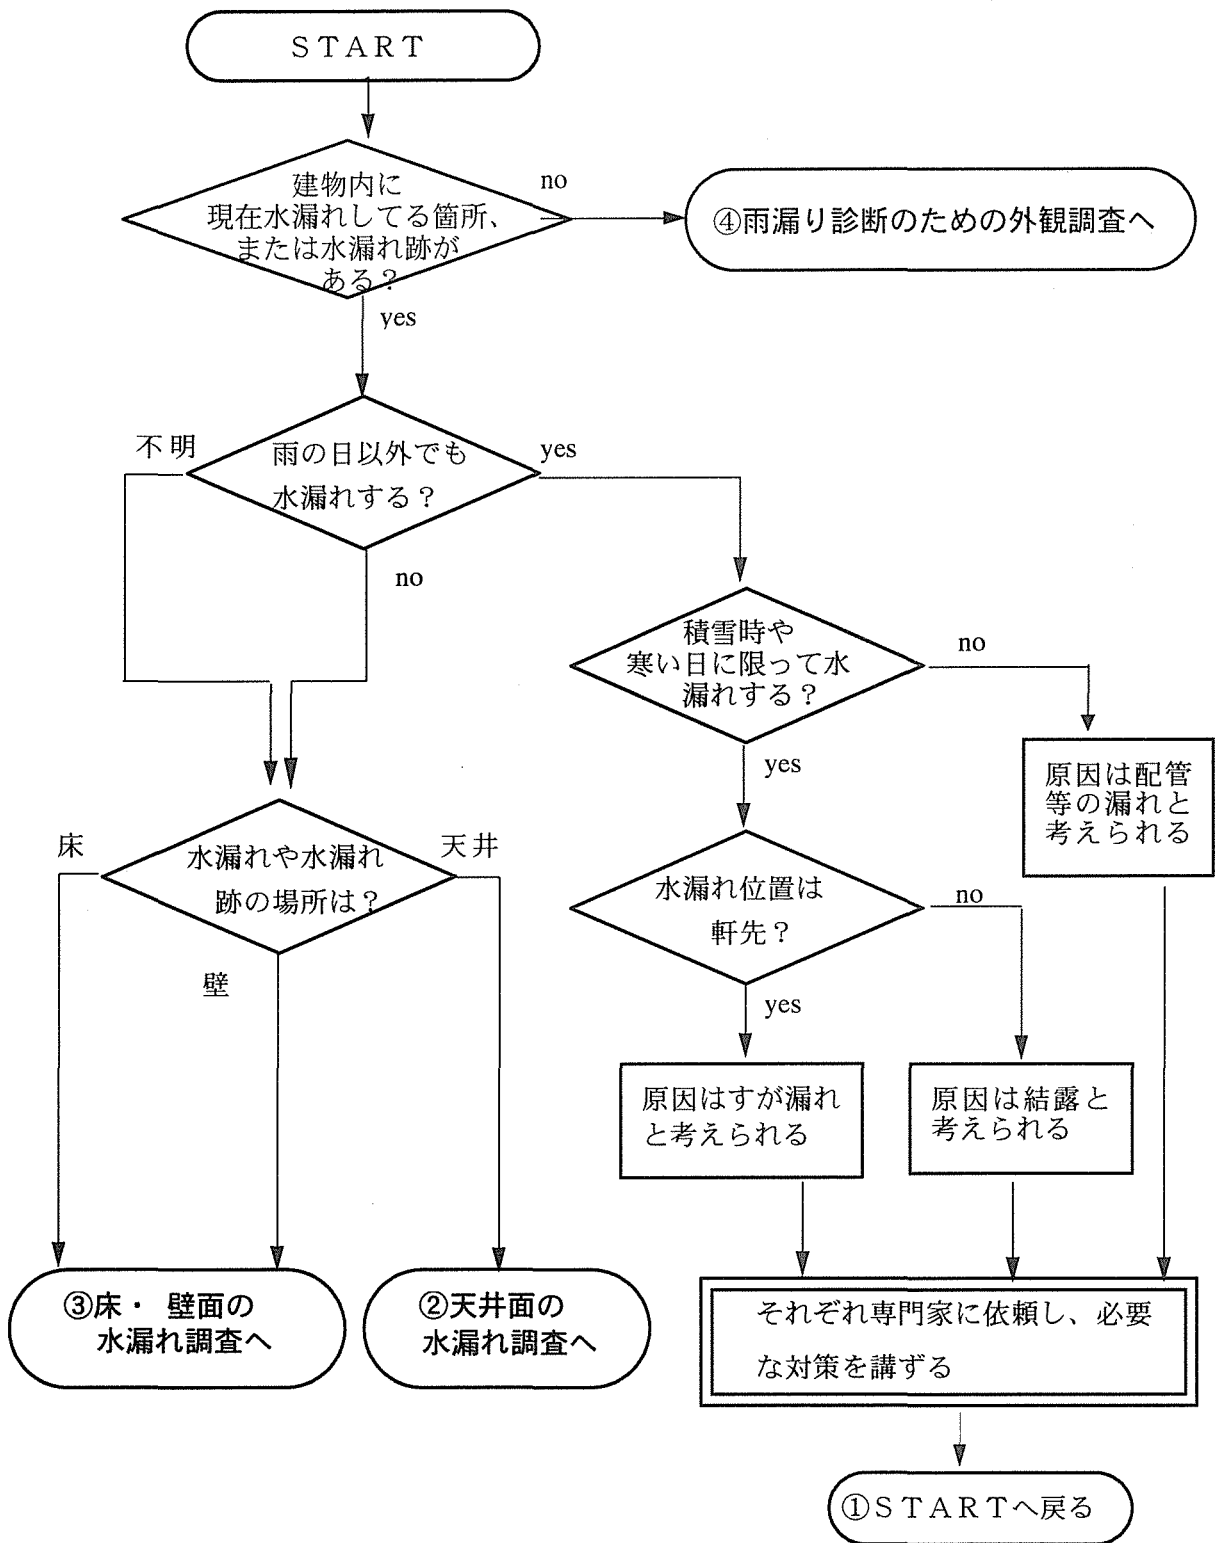 ＳＴＡＲＴ
建物内に
現在水漏れしてる箇所、
または水漏れ跡が
ある？
no
④雨漏り診断のための外観調査へ
yes
不明
雨の日以外でも
水漏れする？
yes
no
積雪時や
寒い日に限って水
漏れする？
no
yes
原因は配管
等の漏れと
考えられる
床
水漏れや水漏れ
跡の場所は？
天井
壁
水漏れ位置は
軒先？
no
yes
原因はすが漏れ
と考えられる
原因は結露と
考えられる
③床・ 壁面の
水漏れ調査へ
②天井面の
水漏れ調査へ
それぞれ専門家に依頼し、必要
な対策を講ずる
①ＳＴＡＲＴへ戻る